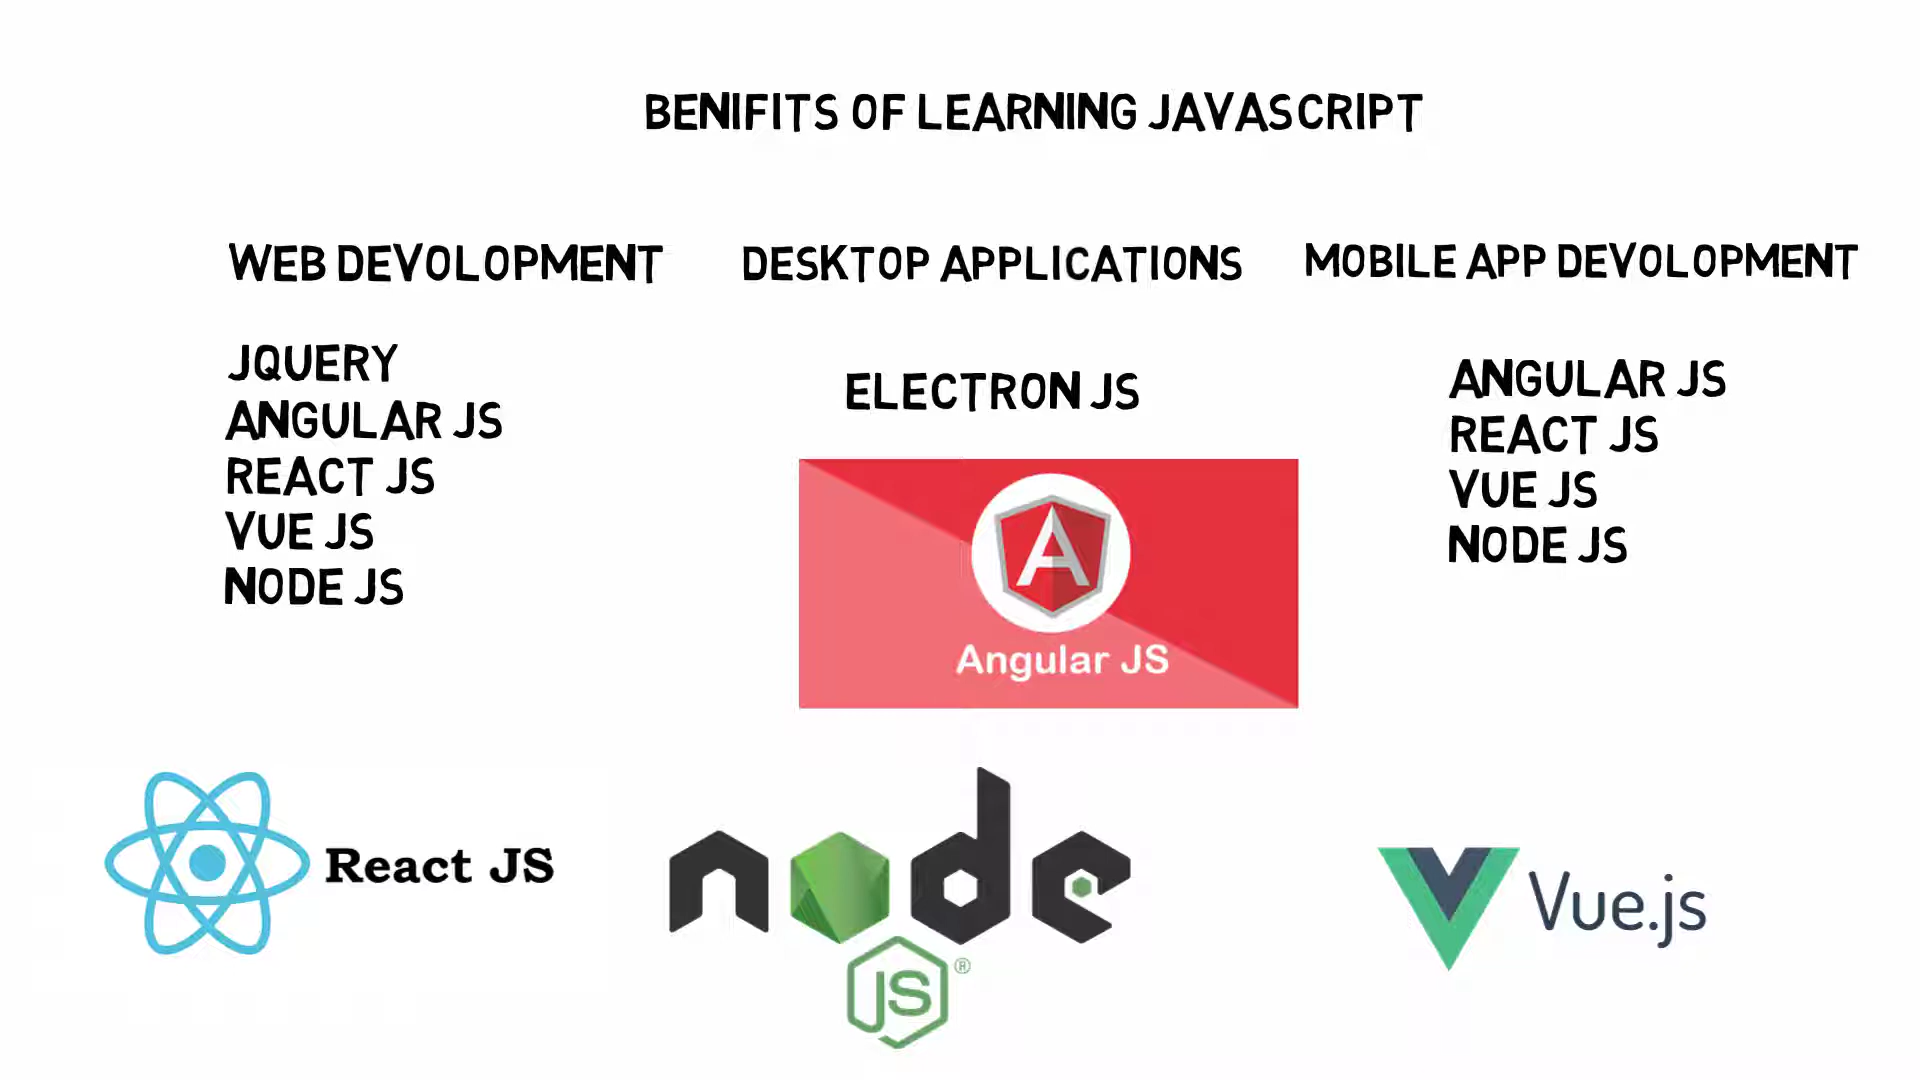 BENIFITS OF LEARNING JAVASCRIPT
WEB DEVOLOPMENT
JQUERY
ANGULAR JS
REACT JS
VUE JS
NODE JS
DESKTOP APPLICATIONS
ELECTRON JS
Angular JS
MOBILE APP DEVOLOPMENT
ANGULAR JS
REACT JS
VUE JS
NODE JS
React JS
node
JS®
Vue.js